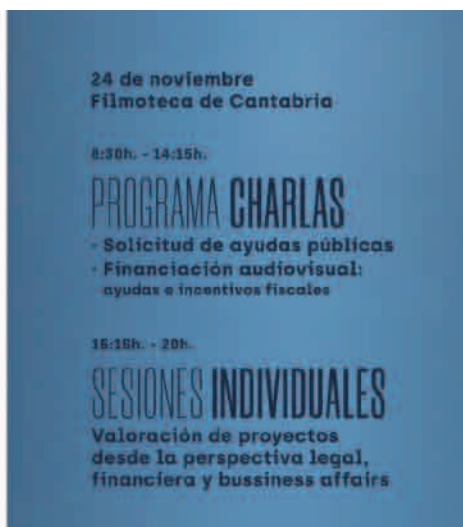 24 de noviembre
Filmoteca de Cantabria
8:30h. - 14:15h.
PROGRAMA CHARLAS
· Solicitud de ayudas públicas
· Financiación audiovisual:
ayudas e incentivos fiscales
15:15h. - 20h.
SESIONES INDIVIDUALES
Valoración de proyectos
desde la perspectiva legal,
financiera y bussiness affairs